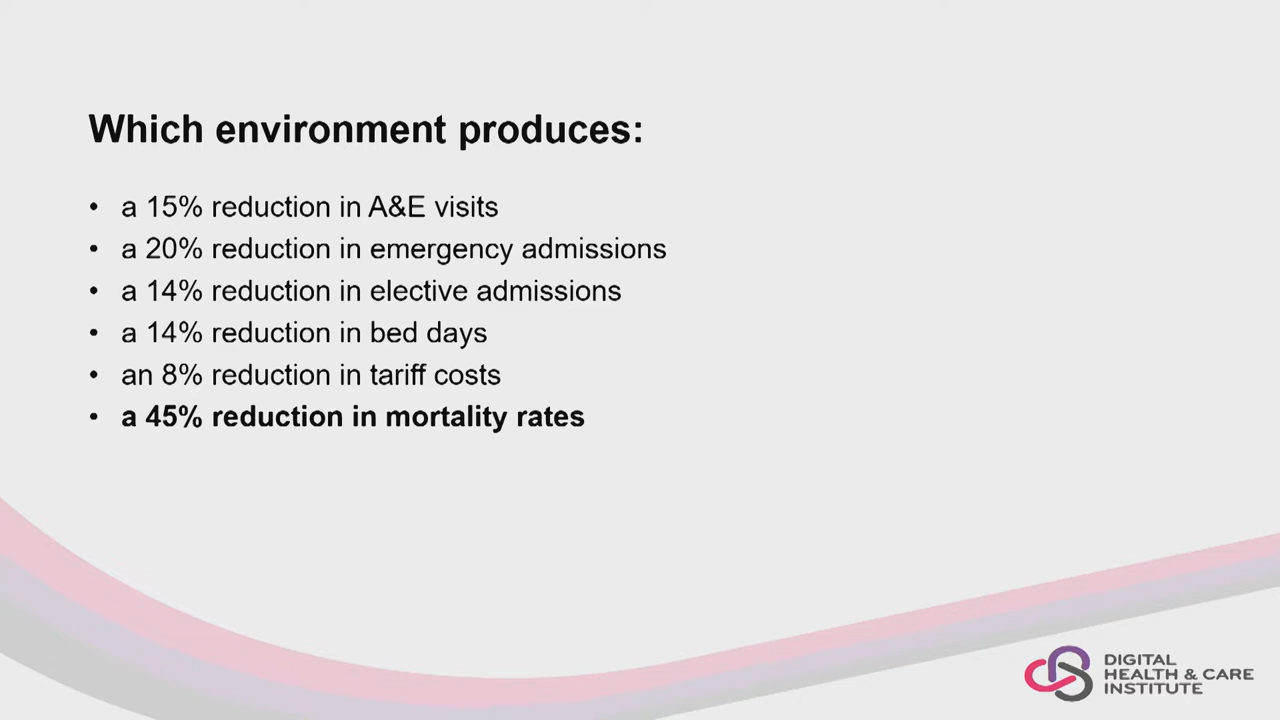 Which environment produces:
• a 15% reduction in A&E visits
• a 20% reduction in emergency admissions
• a 14% reduction in elective admissions
• a 14% reduction in bed days
• an 8% reduction in tariff costs
• a 45% reduction in mortality rates
DIGITAL
HEALTH & CARE
INSTITUTE